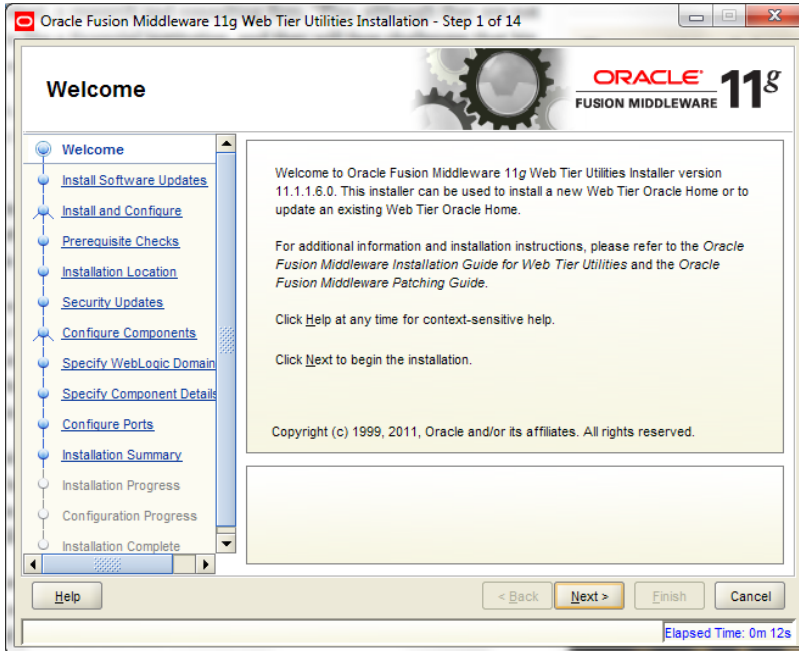 Oracle Fusion Middleware 11g Web Tier Utilities Installation - Step 1 of 14
Welcome
ORACLE
FUSION MIDDLEWARE 11g
Welcome
Install Software Updates
Install and Configure
Prerequisite Checks
Installation Location
Security Updates
Configure Components
Specify WebLogic Domain
Specify Component Details
Configure Ports
Installation Summary
Installation Progress
Configuration Progress
Installation Complete
Welcome to Oracle Fusion Middleware 11g Web Tier Utilities Installer version
11.1.1.6.0. This installer can be used to install a new Web Tier Oracle Home or to
update an existing Web Tier Oracle Home.
For additional information and installation instructions, please refer to the Oracle
Fusion Middleware Installation Guide for Web Tier Utilities and the Oracle
Fusion Middleware Patching Guide.
Click Help at any time for context-sensitive help.
Click Next to begin the installation.
Copyright (c) 1999, 2011, Oracle and/or its affiliates. All rights reserved.
Help
< Back
Next >
Finish
Cancel
Elapsed Time: 0m 12s